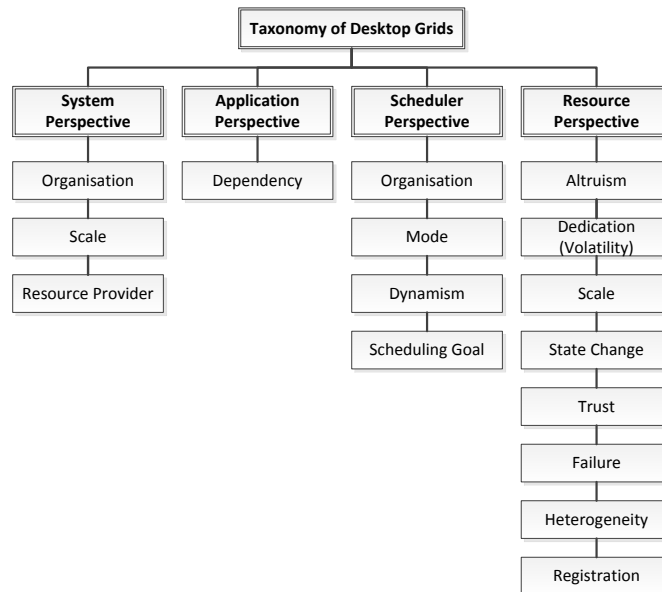 Taxonomy of Desktop Grids
System
Perspective
Application
Perspective
Scheduler
Perspective
Resource
Perspective
Organisation
Scale
Resource Provider
Dependency
Organisation
Mode
Dynamism
Scheduling Goal
Altruism
Dedication
(Volatility)
Scale
State Change
Trust
Failure
Heterogeneity
Registration